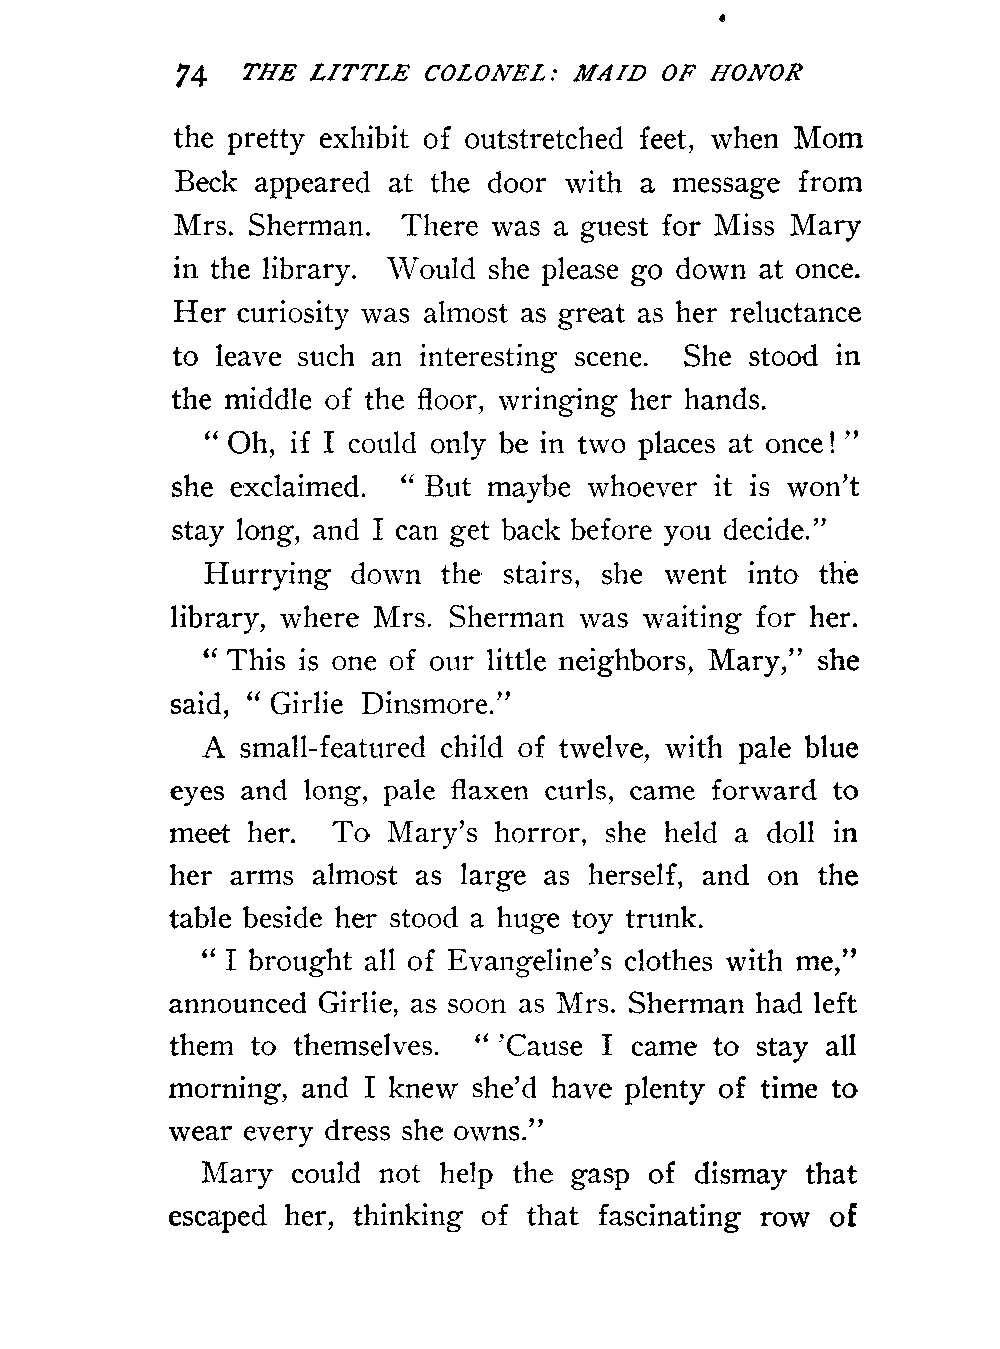 74 THE LITTLE COLONEL: MAID OF HONOR
the pretty exhibit of outstretched feet, when Mom
Beck appeared at the door with a message from
Mrs. Sherman. There was a guest for Miss Mary
in the library. Would she please go down at once.
Her curiosity was almost as great as her reluctance
to leave such an interesting scene. She stood in
the middle of the floor, wringing her hands.
“ Oh, if I could only be in two places at once! ”
she exclaimed. “ But maybe whoever it is won’t
stay long, and I can get back before you decide.”
Hurrying down the stairs, she went into the
library, where Mrs. Sherman was waiting for her.
“ This is one of our little neighbors, Mary,” she
said, “ Girlie Dinsmore.”
A small-featured child of twelve, with pale blue
eyes and long, pale flaxen curls, came forward to
meet her. To Mary’s horror, she held a doll in
her arms almost as large as herself, and on the
table beside her stood a huge toy trunk.
“ I brought all of Evangeline’s clothes with me,”
announced Girlie, as soon as Mrs. Sherman had left
them to themselves. “ ’Cause I came to stay all
morning, and I knew she’d have plenty of time to
wear every dress she owns.”
Mary could not help the gasp of dismay that
escaped her, thinking of that fascinating row of